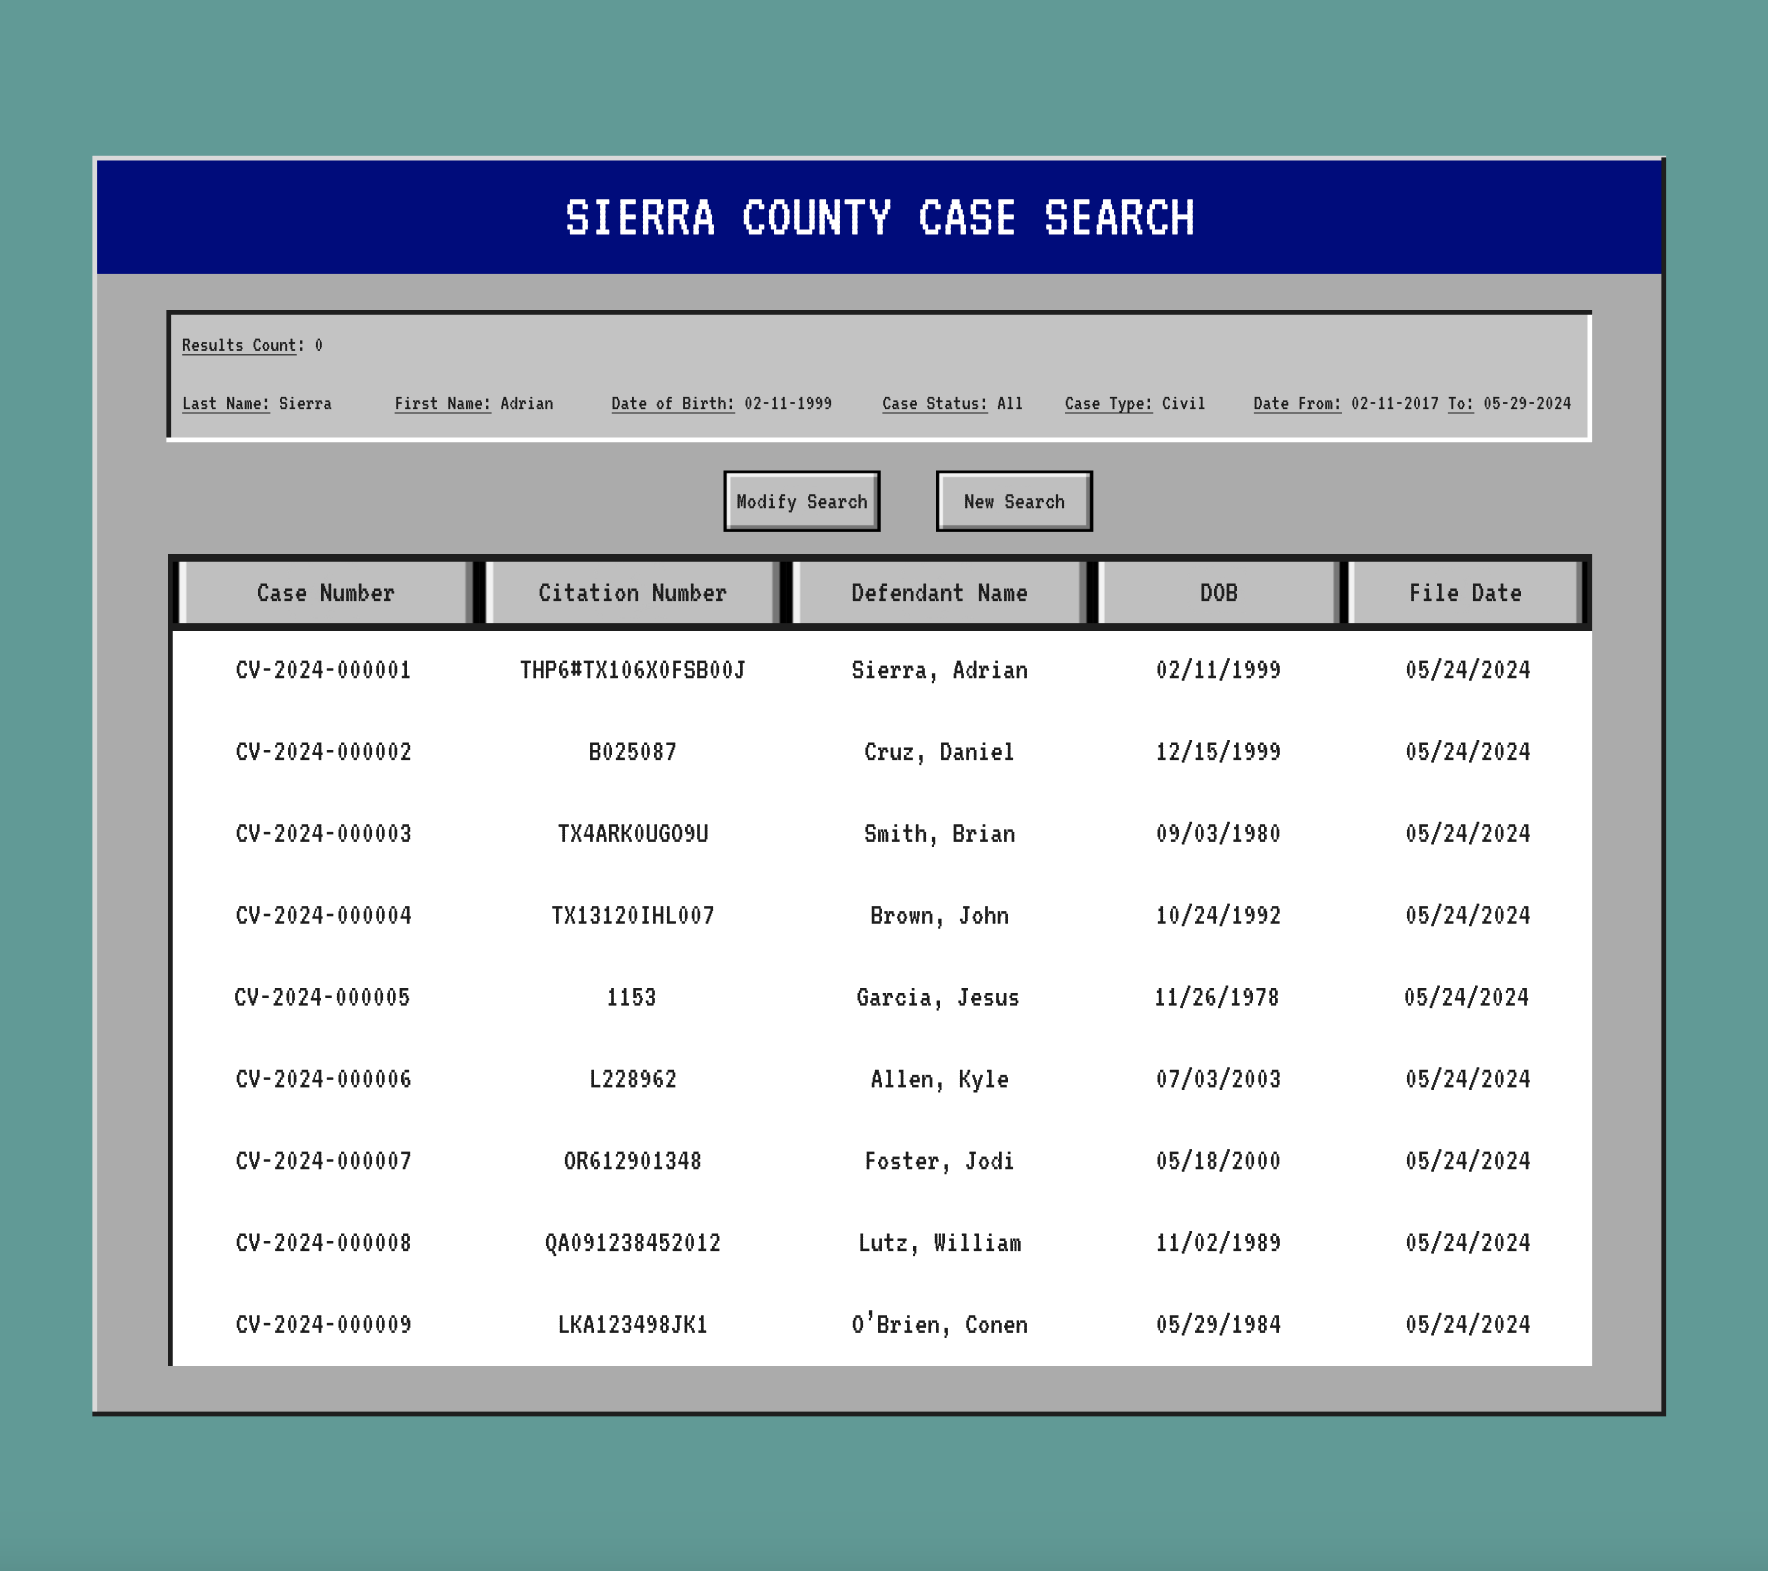 SIERRA COUNTY CASE SEARCH
Results Count: 0
Last Name: Sierra First Name: Adrian Date of Birth: 02-11-1999 Case Status: All Case Type: Civil Date From: 02-11-2017 To: 05-29-2024
Modify Search New Search
Case Number Citation Number Defendant Name DOB File Date
CV-2024-000001 THP6#TX106X0FSB00J Sierra, Adrian 02/11/1999 05/24/2024
CV-2024-000002 B025087 Cruz, Daniel 12/15/1999 05/24/2024
CV-2024-000003 TX4ARK0UGO9U Smith, Brian 09/03/1980 05/24/2024
CV-2024-000004 TX13120IHL007 Brown, John 10/24/1992 05/24/2024
CV-2024-000005 1153 Garcia, Jesus 11/26/1978 05/24/2024
CV-2024-000006 L228962 Allen, Kyle 07/03/2003 05/24/2024
CV-2024-000007 OR612901348 Foster, Jodi 05/18/2000 05/24/2024
CV-2024-000008 QA091238452012 Lutz, William 11/02/1989 05/24/2024
CV-2024-000009 LKA123498JK1 O'Brien, Conen 05/29/1984 05/24/2024